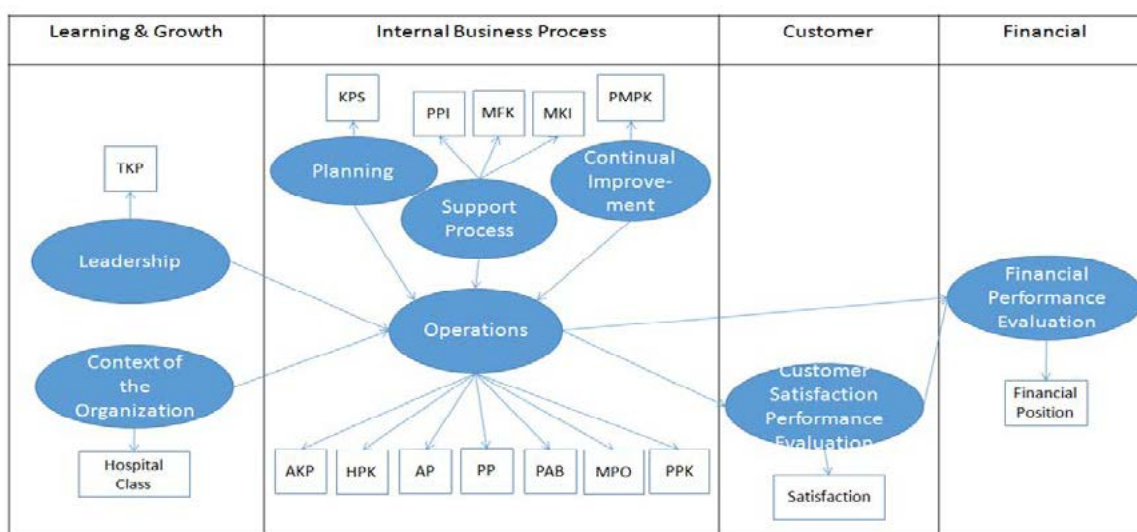 Learning & Growth
Internal Business Process
Customer
Financial
KPS
PPI
MFK
MKI
PMPK
TKP
Planning
Continual
Improve-
ment
Support
Process
Leadership
Operations
Financial
Performance
Evaluation
Context of
the
Organization
Customer
Satisfaction
Performance
Evaluation
Financial
Position
Hospital
Class
AKP
HPK
AP
PP
PAB
MPO
PPK
Satisfaction